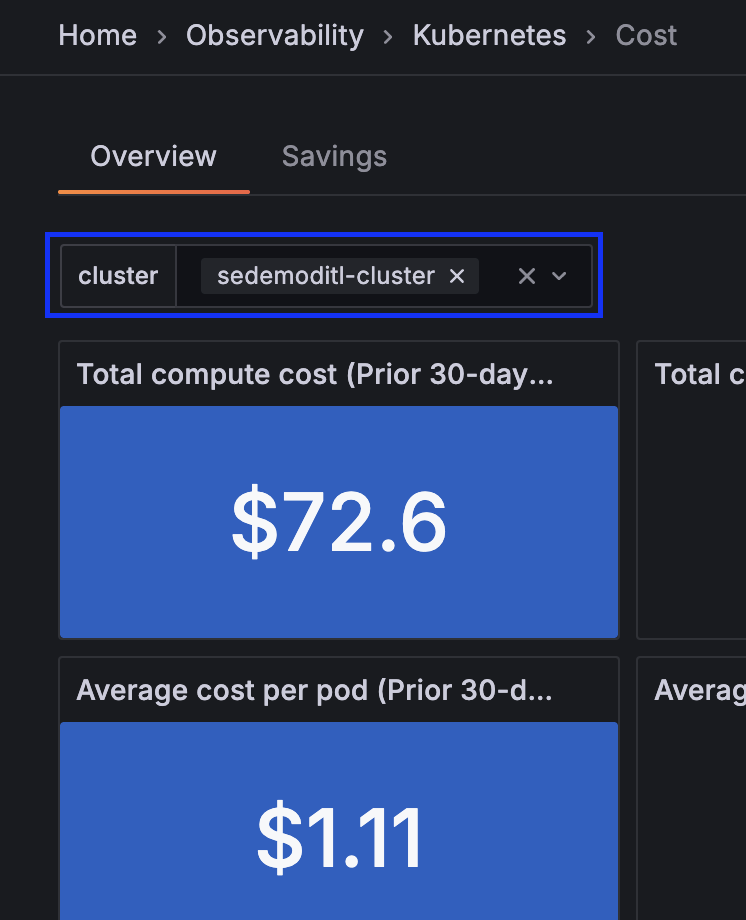 Home > Observability > Kubernetes > Cost
Overview Savings
cluster sedemoditl-cluster
Total compute cost (Prior 30-day...
Total c
$72.6
Average cost per pod (Prior 30-d...
Averag
$1.11